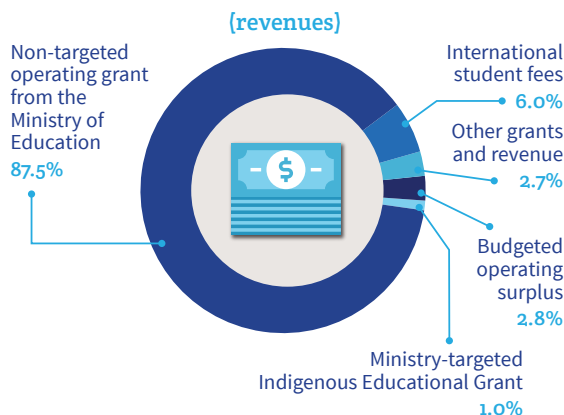 (revenues)
Non-targeted
operating grant
from the
Ministry of
Education
87.5%
International
student fees
6.0%
Other grants
and revenue
2.7%
$
Budgeted
operating
surplus
2.8%
Ministry-targeted
Indigenous Educational Grant
1.0%